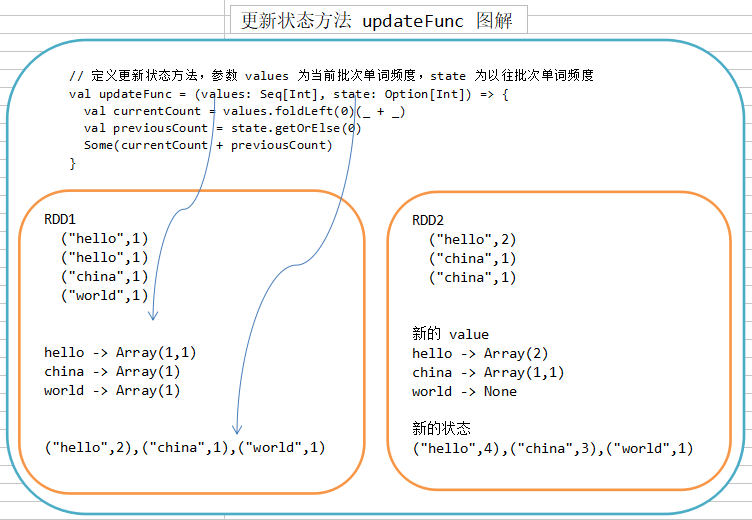 更新状态方法 updateFunc 图解
// 定义更新状态方法，参数 values 为当前批次单词频度，state 为以往批次单词频度
val updateFunc = (values: Seq[Int], state: Option[Int]) => {
  val currentCount = values.foldLeft(0)(_ + _)
  val previousCount = state.getOrElse(0)
  Some(currentCount + previousCount)
}
RDD1
("hello",1)
("hello",1)
("china",1)
("world",1)
hello -> Array(1,1)
china -> Array(1)
world -> Array(1)
("hello",2),("china",1),("world",1)
RDD2
("hello",2)
("china",1)
("china",1)
新的 value
hello -> Array(2)
china -> Array(1,1)
world -> None
新的状态
("hello",4),("china",3),("world",1)